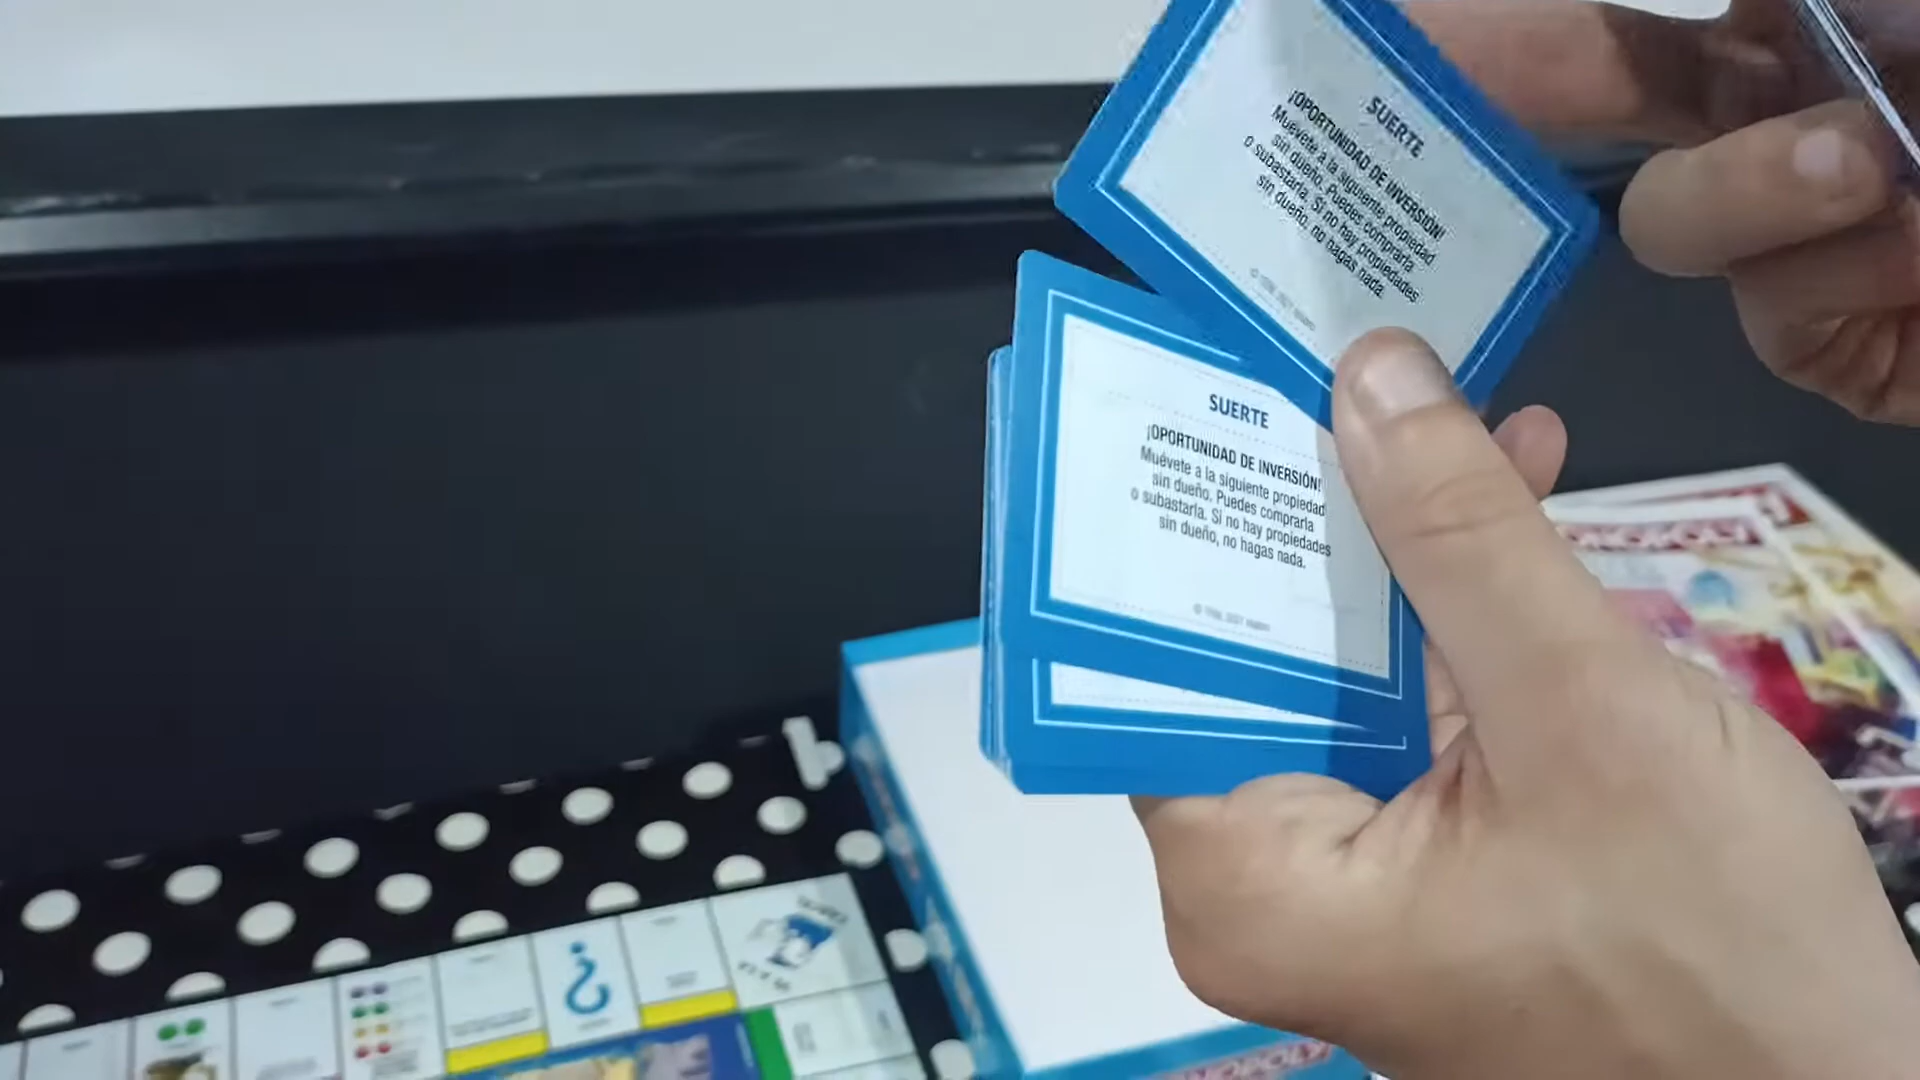 SUERTE
¡OPORTUNIDAD DE INVERSIÓN!
Muévete a la siguiente propiedad
sin dueño. Puedes comprarla
o subastarla. Si no hay propiedades
sin dueño, no hagas nada.
SUERTE
¡OPORTUNIDAD DE INVERSIÓN!
Muévete a la siguiente propiedad
sin dueño. Puedes comprarla
o subastarla. Si no hay propiedades
sin dueño, no hagas nada.
?